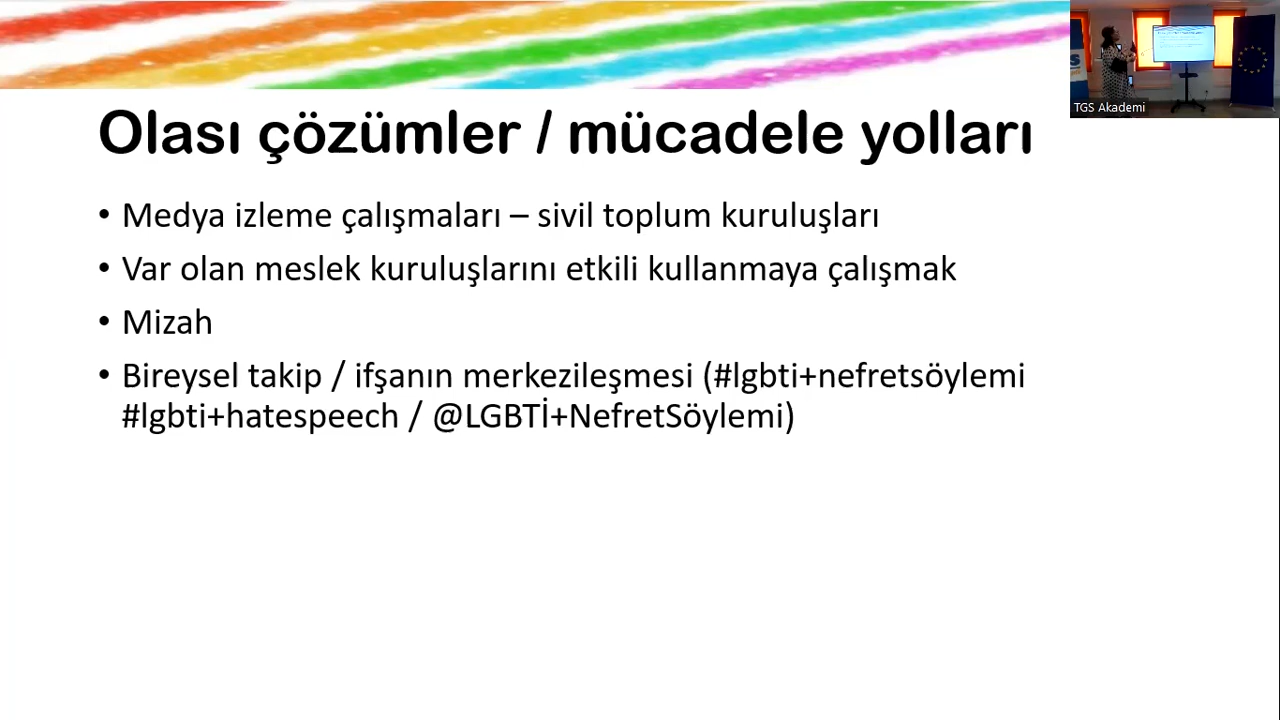 Olası çözümler / mücadele yolları
• Medya izleme çalışmaları – sivil toplum kuruluşları
• Var olan meslek kuruluşlarını etkili kullanmaya çalışmak
• Mizah
• Bireysel takip / ifşanın merkezileşmesi (#lgbti+nefretsöylemi
#lgbti+hatespeech / @LGBTİ+NefretSöylemi)
TGS Akademi